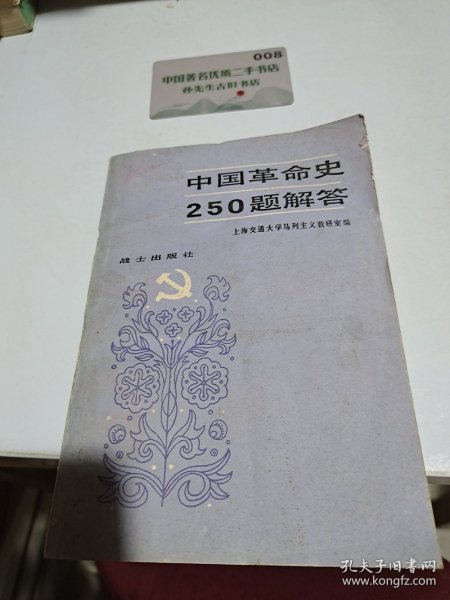 008
中国著名优质二手书店
孙先生古旧书店
中国革命史
250题解答
上海交通大学马列主义教研室编
战士出版社
孔夫子旧书网
www.kongfz.com